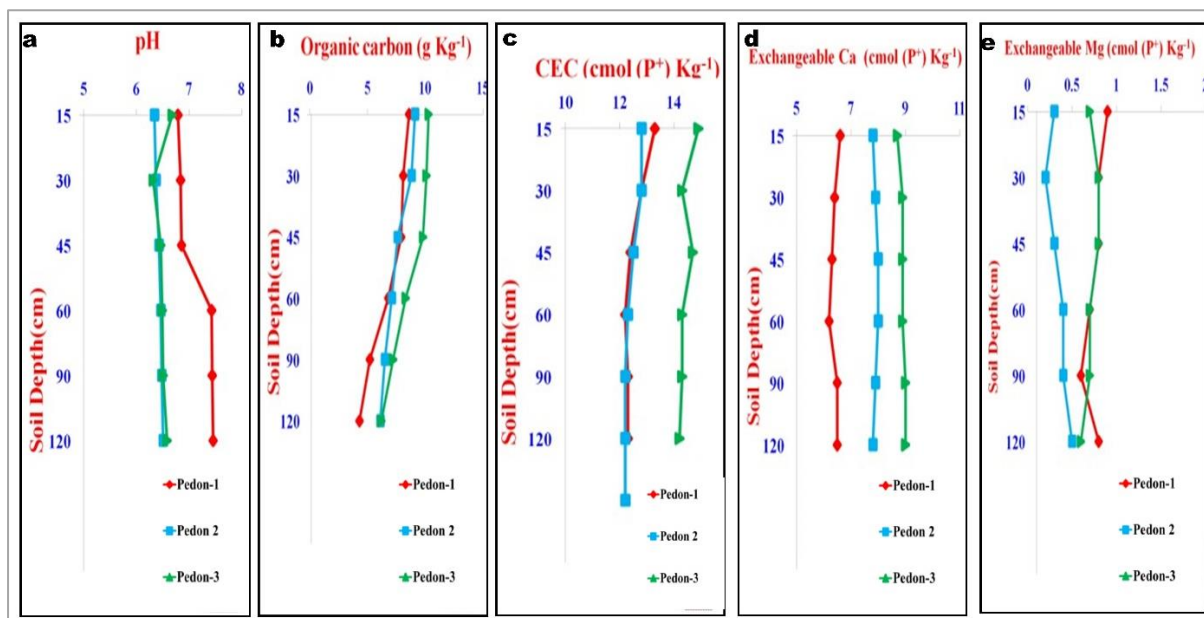 a
pH
5 6 7 8
15
30
45
60
90
120
Soil Depth(cm)
Pedon-1
Pedon 2
Pedon-3
b
Organic carbon (g Kg-1)
0 5 10 15
15
30
45
60
90
120
Soil Depth(cm)
Pedon-1
Pedon 2
Pedon-3
c
CEC (cmol (P+) Kg-1)
10 12 14
15
30
45
60
90
120
Soil Depth(cm)
Pedon-1
Pedon 2
Pedon-3
d
Exchangeable Ca (cmol (P+) Kg-1)
5 7 9 11
15
30
45
60
90
120
Soil Depth(cm)
Pedon-1
Pedon 2
Pedon-3
e
Exchangeable Mg (cmol (P+) Kg-1)
0 0.5 1 1.5 2
15
30
45
60
90
120
Soil Depth(cm)
Pedon-1
Pedon 2
Pedon-3